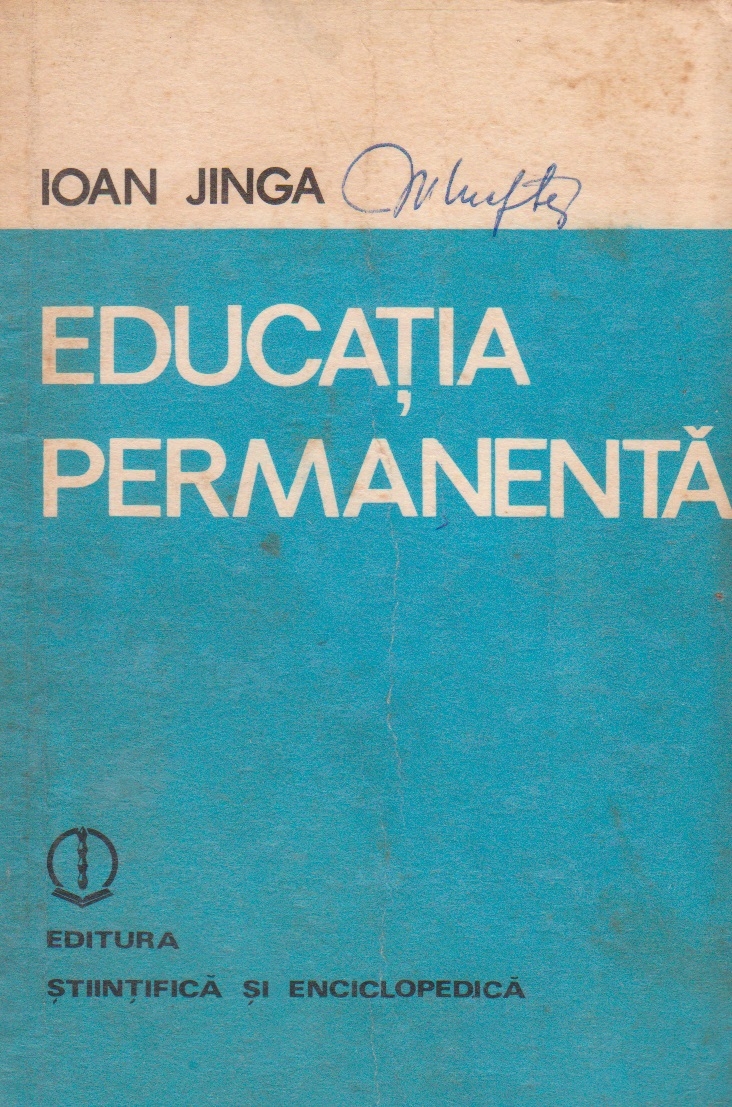 IOAN JINGA
EDUCAȚIA
PERMANENTĂ
EDITURA
ȘTIINȚIFICĂ ȘI ENCICLOPEDICĂ